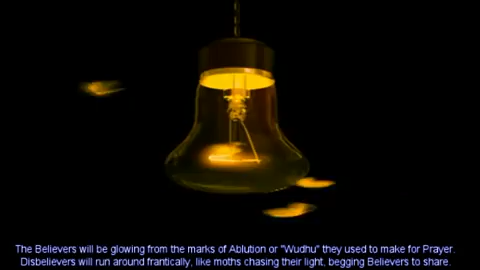 The Believers will be glowing from the marks of Ablution or "Wudhu" they used to make for Prayer.
Disbelievers will run around frantically, like moths chasing their light, begging Believers to share.